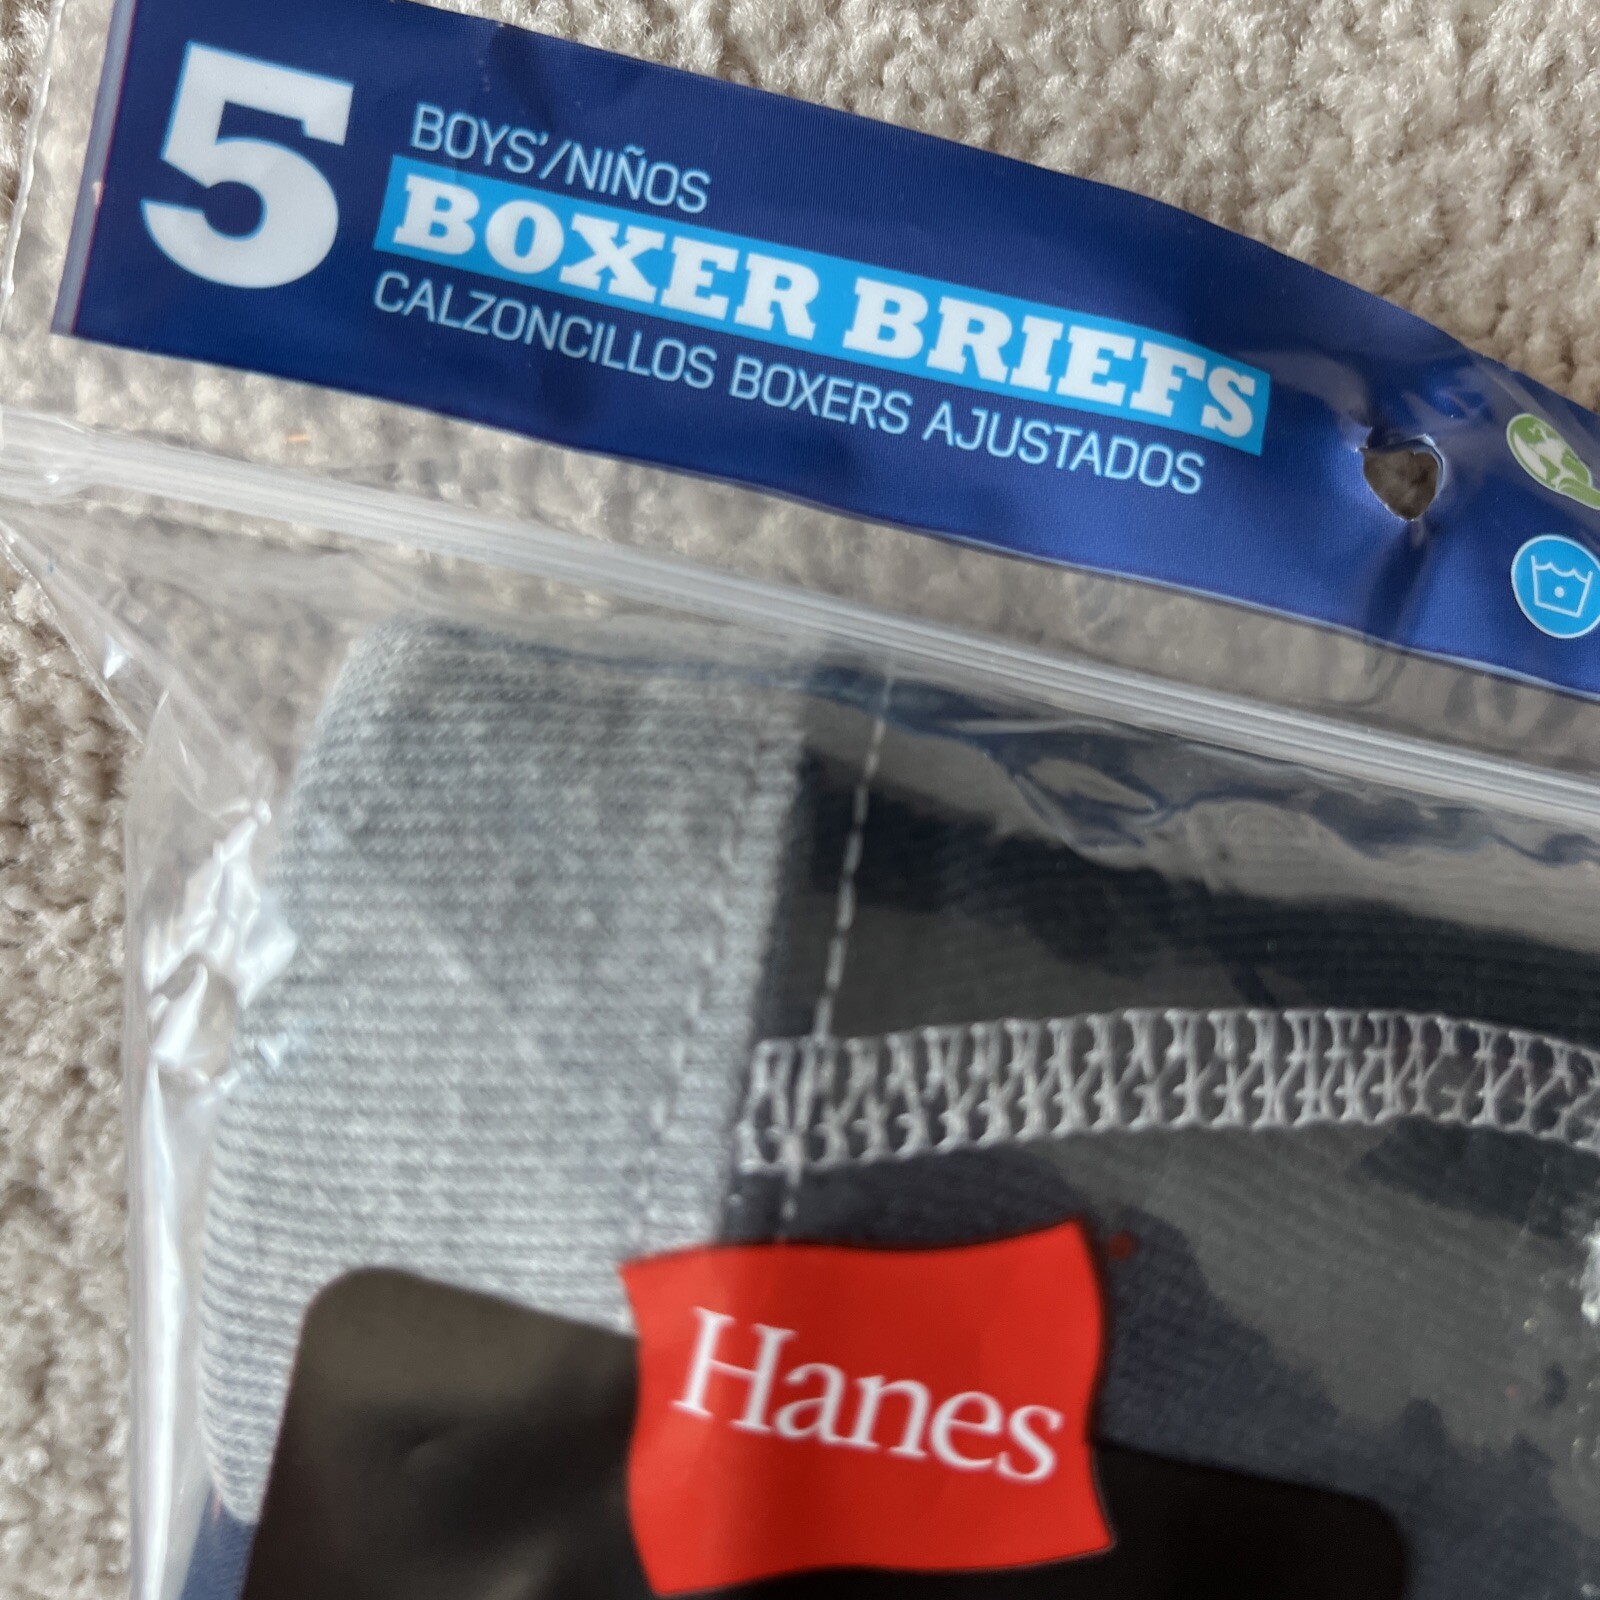 5
BOYS'/NIÑOS
BOXER BRIEFS
CALZONCILLOS BOXERS AJUSTADOS
Hanes